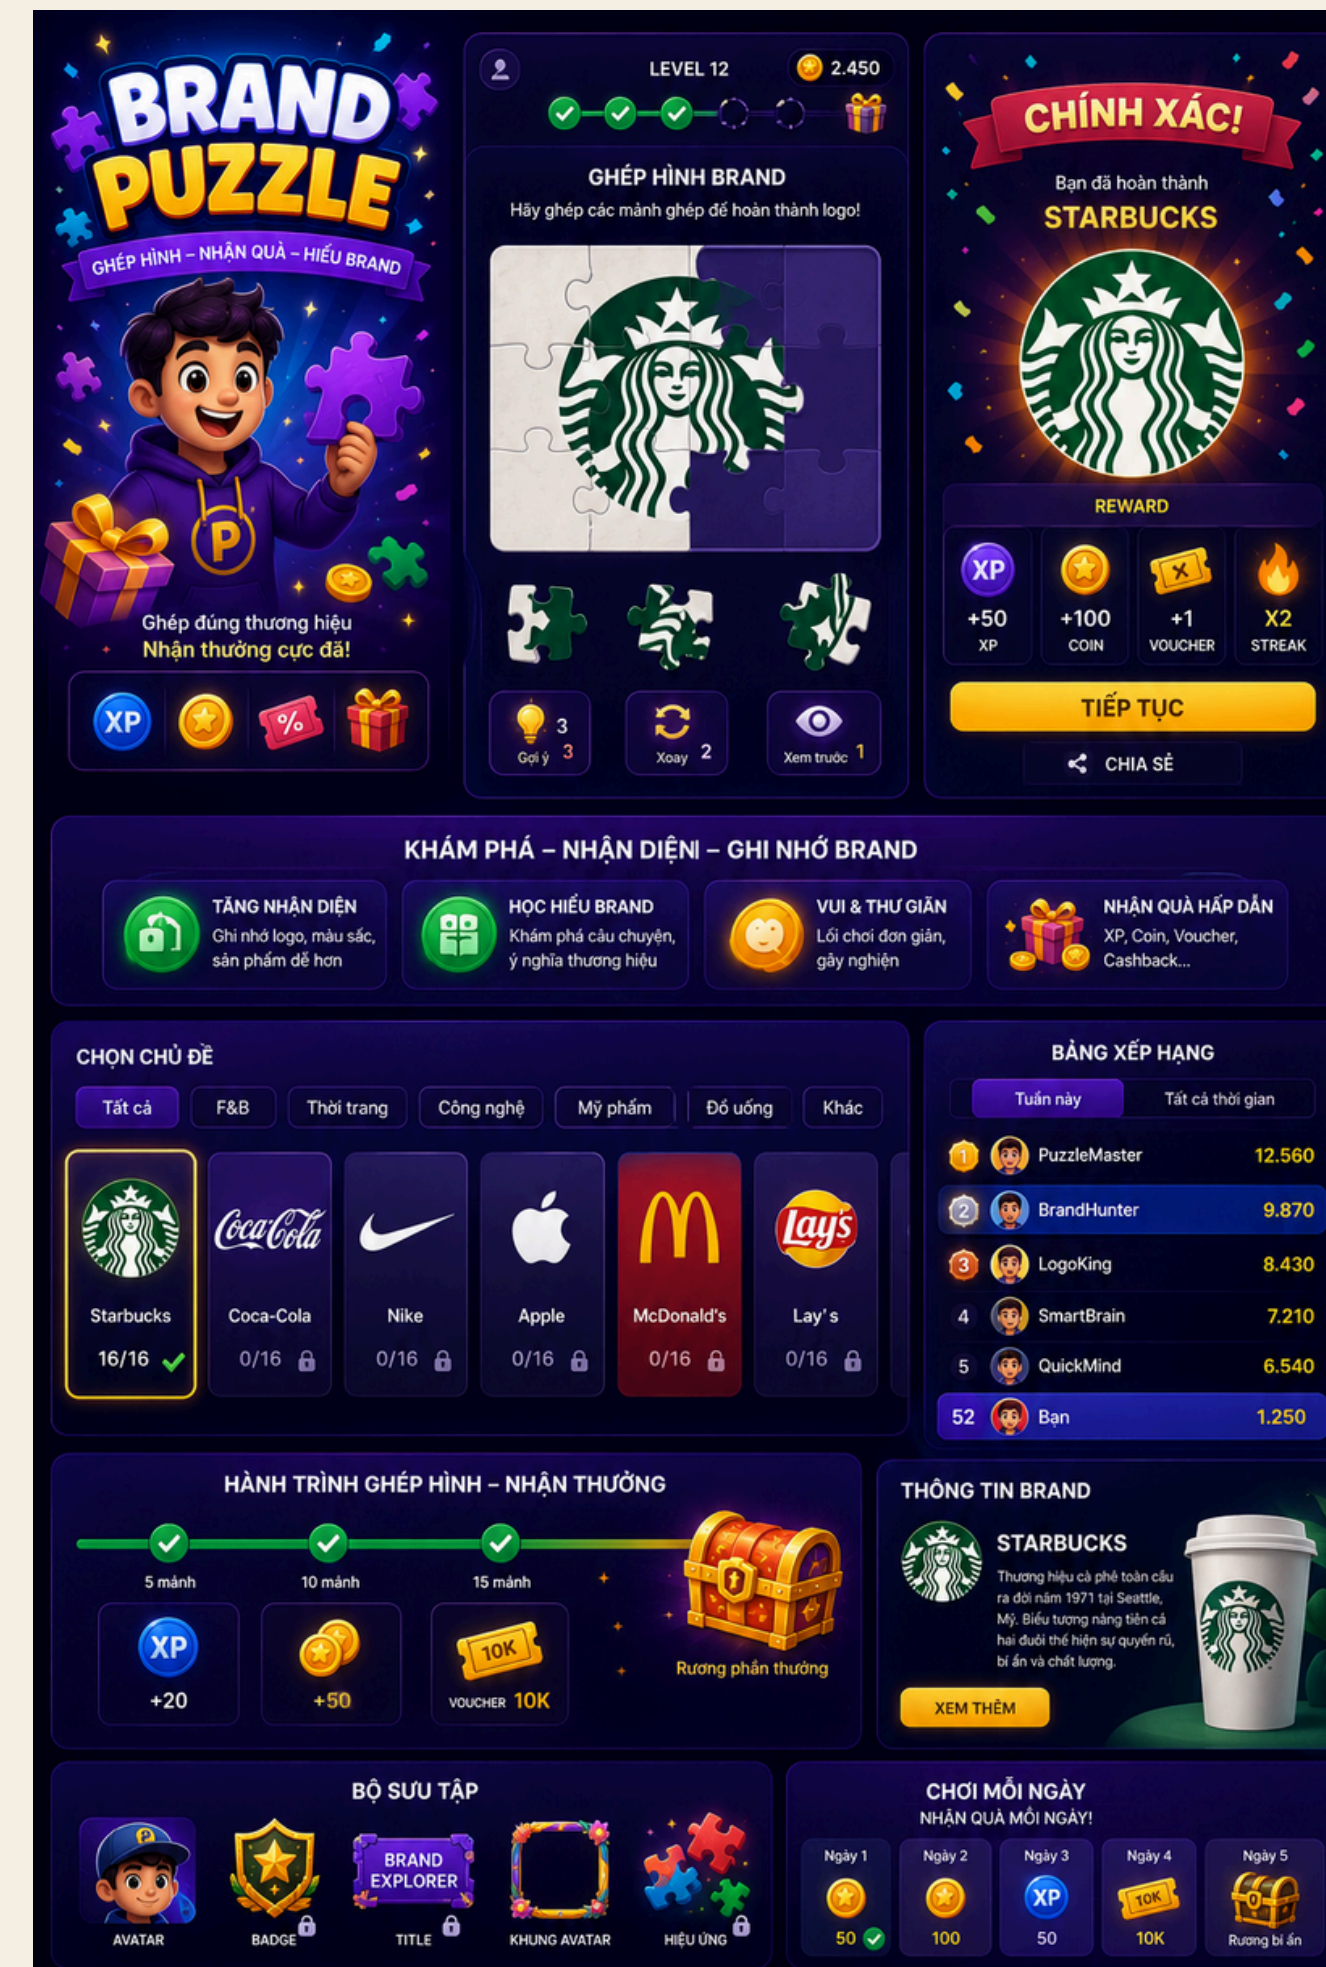 BRAND
PUZZLE
GHÉP HÌNH – NHẬN QUÀ – HIỂU BRAND
P
Ghép đúng thương hiệu
Nhận thưởng cực đã!
XP
%
LEVEL 12
2.450
GHÉP HÌNH BRAND
Hãy ghép các mảnh ghép để hoàn thành logo!
3
Gợi ý 3
Xoay 2
Xem trước 1
CHÍNH XÁC!
Bạn đã hoàn thành
STARBUCKS
REWARD
XP
+50
XP
+100
COIN
+1
VOUCHER
X2
STREAK
TIẾP TỤC
CHIA SẺ
KHÁM PHÁ – NHẬN DIỆNI – GHI NHỚ BRAND
TĂNG NHẬN DIỆN
Ghi nhớ logo, màu sắc,
sản phẩm dễ hơn
HỌC HIỂU BRAND
Khám phá câu chuyện,
ý nghĩa thương hiệu
VUI & THƯ GIÃN
Lối chơi đơn giản,
gây nghiện
NHẬN QUÀ HẤP DẪN
XP, Coin, Voucher,
Cashback...
CHỌN CHỦ ĐỀ
Tất cả
F&B
Thời trang
Công nghệ
Mỹ phẩm
Đồ uống
Khác
Starbucks
16/16
Coca-Cola
Coca-Cola
0/16
Nike
0/16
Apple
0/16
McDonald's
0/16
Lay's
Lay's
0/16
BẢNG XẾP HẠNG
Tuần này
Tất cả thời gian
1 PuzzleMaster 12.560
2 BrandHunter 9.870
3 LogoKing 8.430
4 SmartBrain 7.210
5 QuickMind 6.540
52 Bạn 1.250
HÀNH TRÌNH GHÉP HÌNH – NHẬN THƯỞNG
5 mảnh
10 mảnh
15 mảnh
XP
+20
+50
10K
VOUCHER 10K
Rương phần thưởng
THÔNG TIN BRAND
STARBUCKS
Thương hiệu cà phê toàn cầu
ra đời năm 1971 tại Seattle,
Mỹ. Biểu tượng nàng tiên cá
hai đuôi thể hiện sự quyến rũ,
bí ẩn và chất lượng.
XEM THÊM
BỘ SƯU TẬP
P
AVATAR
BADGE
BRAND
EXPLORER
TITLE
KHUNG AVATAR
HIỆU ỨNG
CHƠI MỖI NGÀY
NHẬN QUÀ MỖI NGÀY!
Ngày 1
50
Ngày 2
100
Ngày 3
XP
50
Ngày 4
10K
10K
Ngày 5
Rương bí ẩn